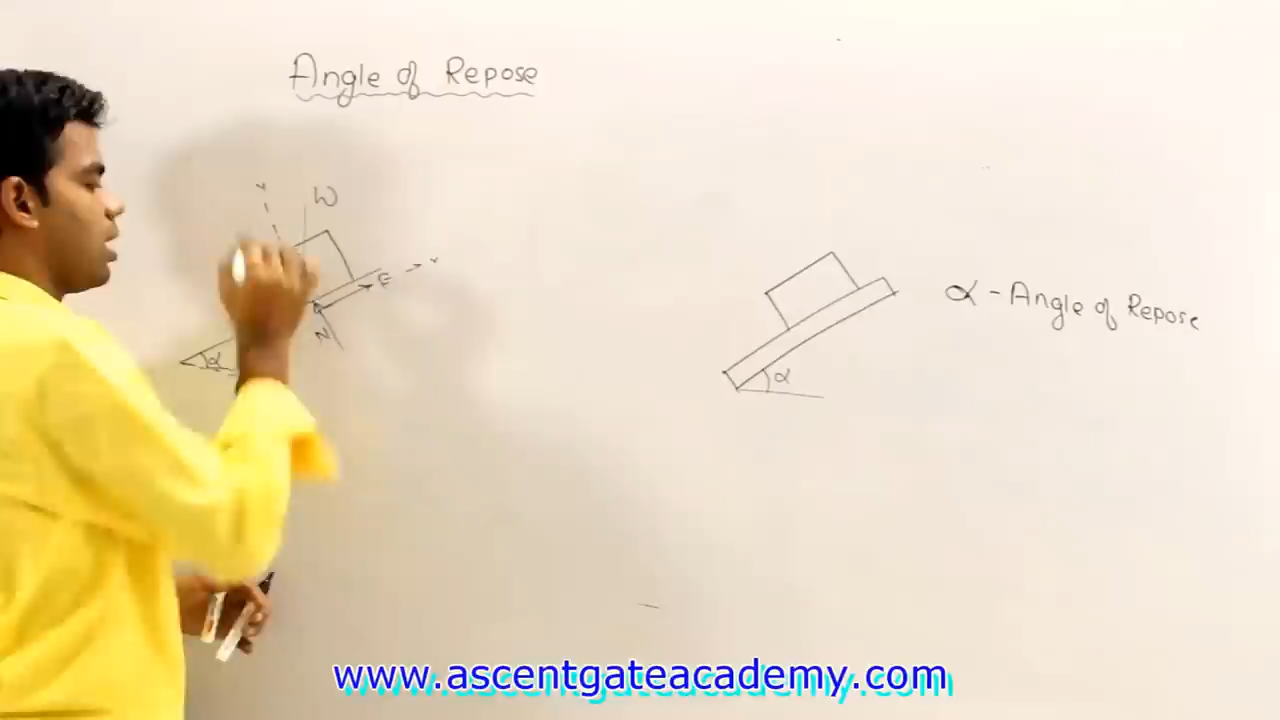 Angle of Repose
W
F
N
α
α - Angle of Repose
α
www.ascentgateacademy.com